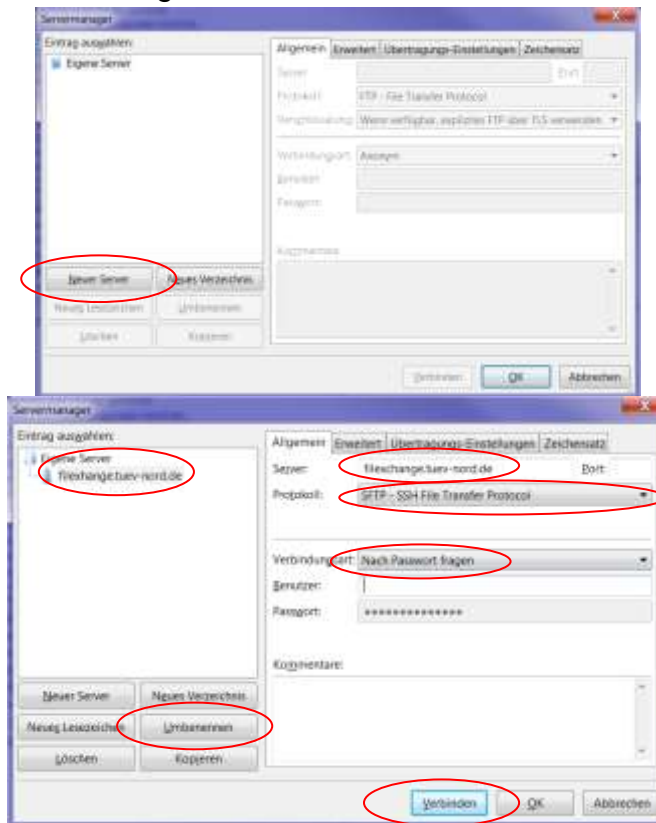 Servermanager
Eintrag auswählen:
Eigene Server
Allgemein Erweitert Übertragungs-Einstellungen Zeichensatz
Server: Port:
Protokoll: FTP - File Transfer Protocol
Verschlüsselung: Wenn verfügbar, explizites FTP über TLS verwenden
Verbindungsart: Anonym
Benutzer:
Passwort:
Kommentare:
Neuer Server Neues Verzeichnis
Neues Lesezeichen Umbenennen
Löschen Kopieren
Verbinden OK Abbrechen
Servermanager
Eintrag auswählen:
Eigene Server
filexchange.tuev-nord.de
Allgemein Erweitert Übertragungs-Einstellungen Zeichensatz
Server: filexchange.tuev-nord.de Port:
Protokoll: SFTP - SSH File Transfer Protocol
Verbindungsart: Nach Passwort fragen
Benutzer:
Passwort: ••••••••••••••
Kommentare:
Neuer Server Neues Verzeichnis
Neues Lesezeichen Umbenennen
Löschen Kopieren
Verbinden OK Abbrechen